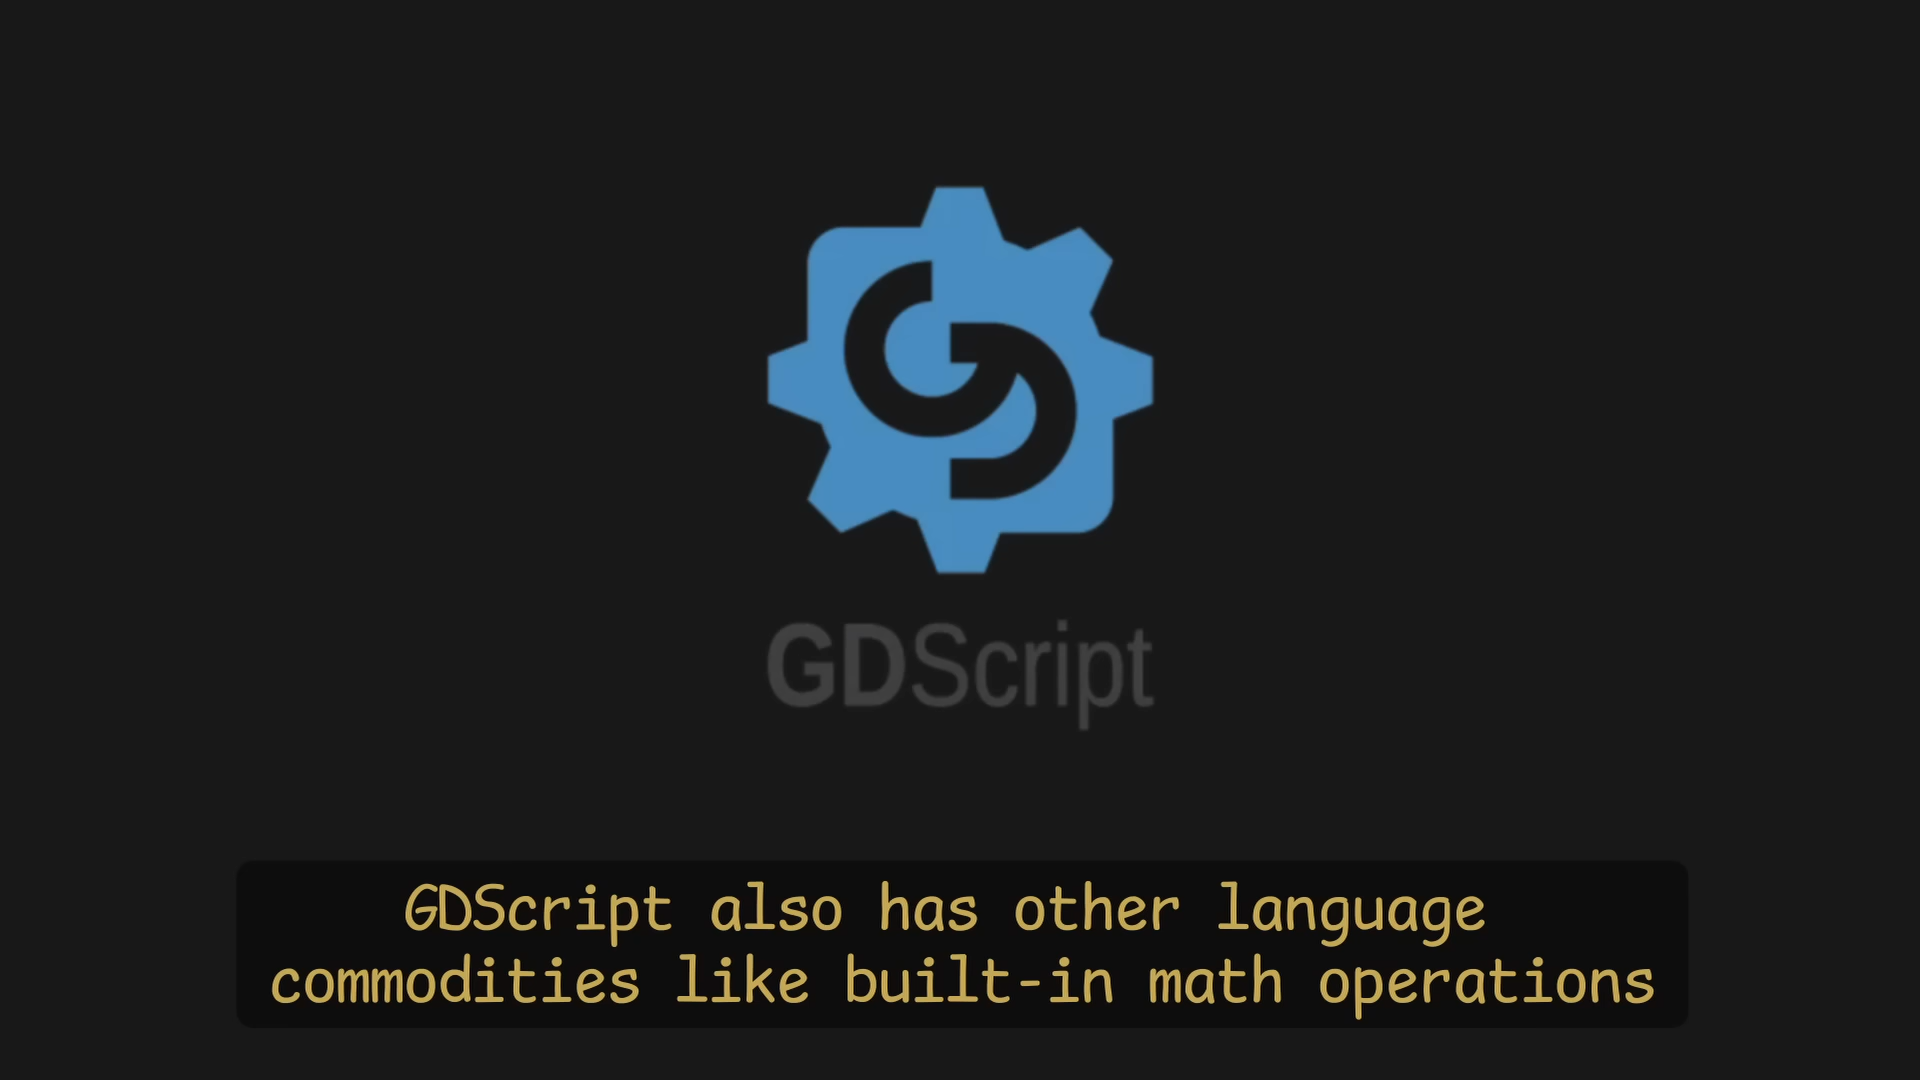 GDScript
GDScript also has other language
commodities like built-in math operations